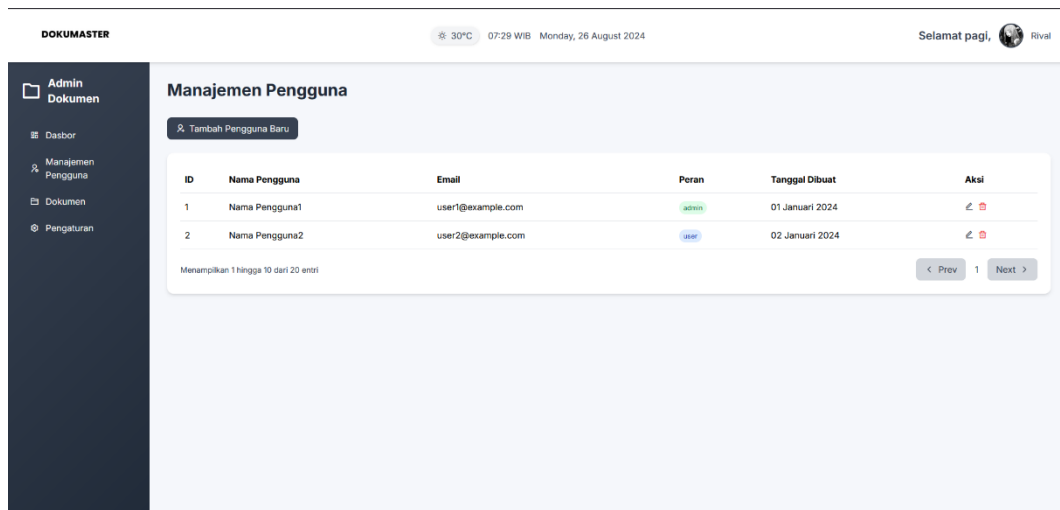 DOKUMASTER
30°C 07:29 WIB Monday, 26 August 2024
Selamat pagi, Rival
Admin
Dokumen
Dasbor
Manajemen
Pengguna
Dokumen
Pengaturan
Manajemen Pengguna
Tambah Pengguna Baru
ID Nama Pengguna Email Peran Tanggal Dibuat Aksi
1 Nama Pengguna1 user1@example.com admin 01 Januari 2024
2 Nama Pengguna2 user2@example.com user 02 Januari 2024
Menampilkan 1 hingga 10 dari 20 entri
< Prev 1 Next >